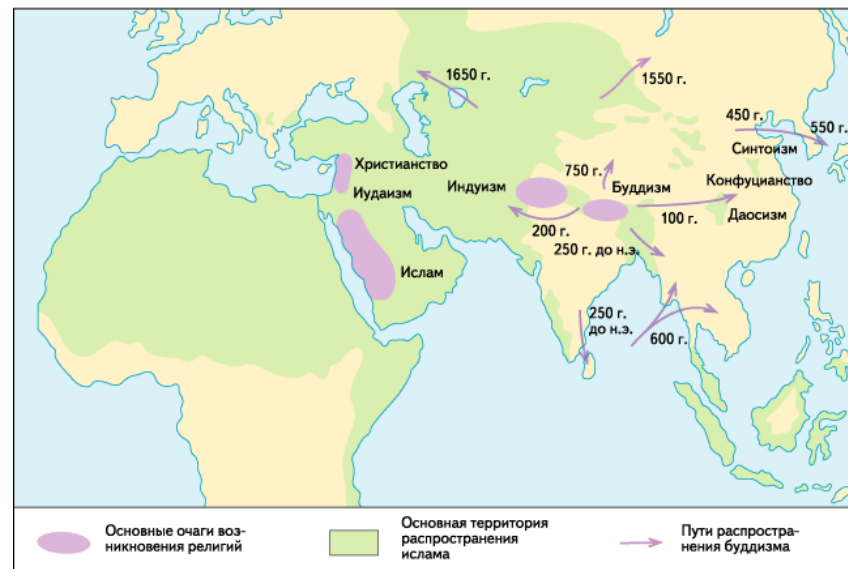 1650 г.
1550 г.
450 г.
550 г.
Синтоизм
Христианство
750 г.
Иудаизм
Индуизм
Буддизм
Конфуцианство
100 г.
Даосизм
200 г.
250 г. до н.э.
Ислам
250 г.
до н.э.
600 г.
Основные очаги воз-
никновения религий
Основная территория
распространения
ислама
Пути распростра-
нения буддизма